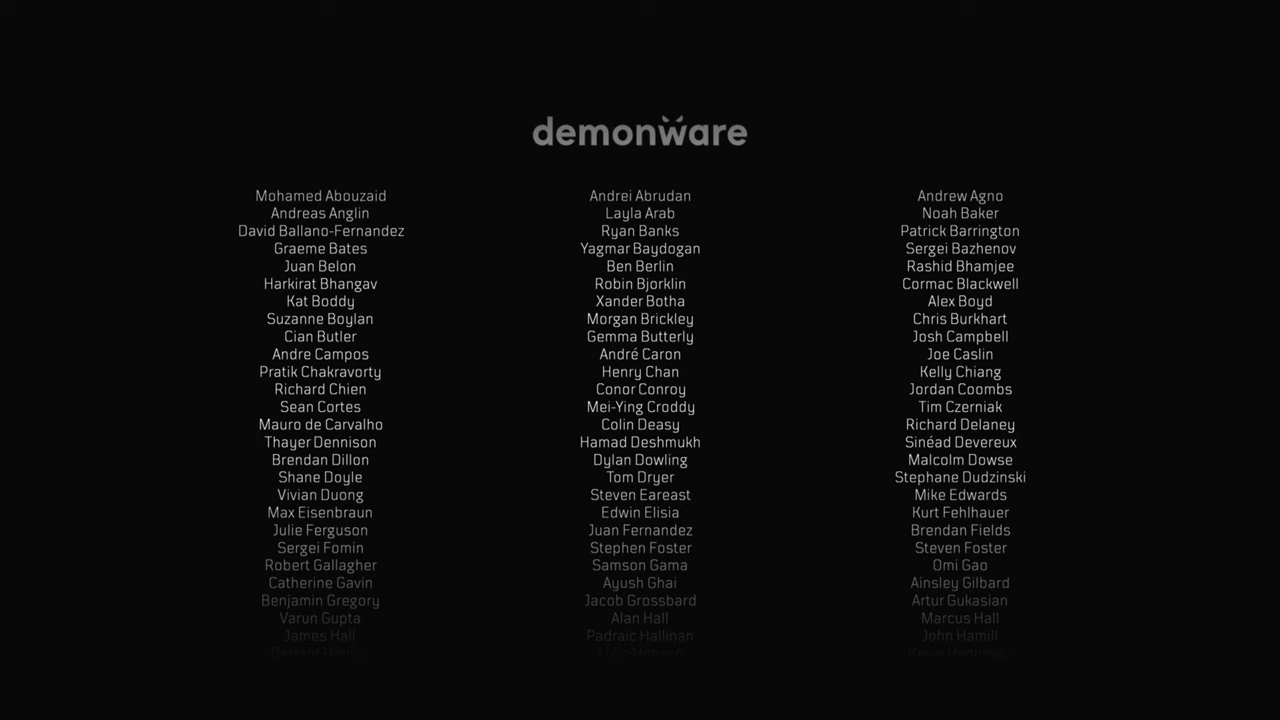 demonware
Mohamed Abouzaid Andrei Abrudan Andrew Agno
Andreas Anglin Layla Arab Noah Baker
David Ballano-Fernandez Ryan Banks Patrick Barrington
Graeme Bates Yagmar Baydogan Sergei Bazhenov
Juan Belon Ben Berlin Rashid Bhamjee
Harkirat Bhangav Robin Bjorklin Cormac Blackwell
Kat Boddy Xander Botha Alex Boyd
Suzanne Boylan Morgan Brickley Chris Burkhart
Cian Butler Gemma Butterly Josh Campbell
Andre Campos André Caron Joe Caslin
Pratik Chakravorty Henry Chan Kelly Chiang
Richard Chien Conor Conroy Jordan Coombs
Sean Cortes Mei-Ying Croddy Tim Czerniak
Mauro de Carvalho Colin Deasy Richard Delaney
Thayer Dennison Hamad Deshmukh Sinéad Devereux
Brendan Dillon Dylan Dowling Malcolm Dowse
Shane Doyle Tom Dryer Stephane Dudzinski
Vivian Duong Steven Eareast Mike Edwards
Max Eisenbraun Edwin Elisia Kurt Fehlhauer
Julie Ferguson Juan Fernandez Brendan Fields
Sergei Fomin Stephen Foster Steven Foster
Robert Gallagher Samson Gama Omi Gao
Catherine Gavin Ayush Ghai Ainsley Gilbard
Benjamin Gregory Jacob Grossbard Artur Gukasian
Varun Gupta Alan Hall Marcus Hall
James Hall Padraic Hallinan John Hamill